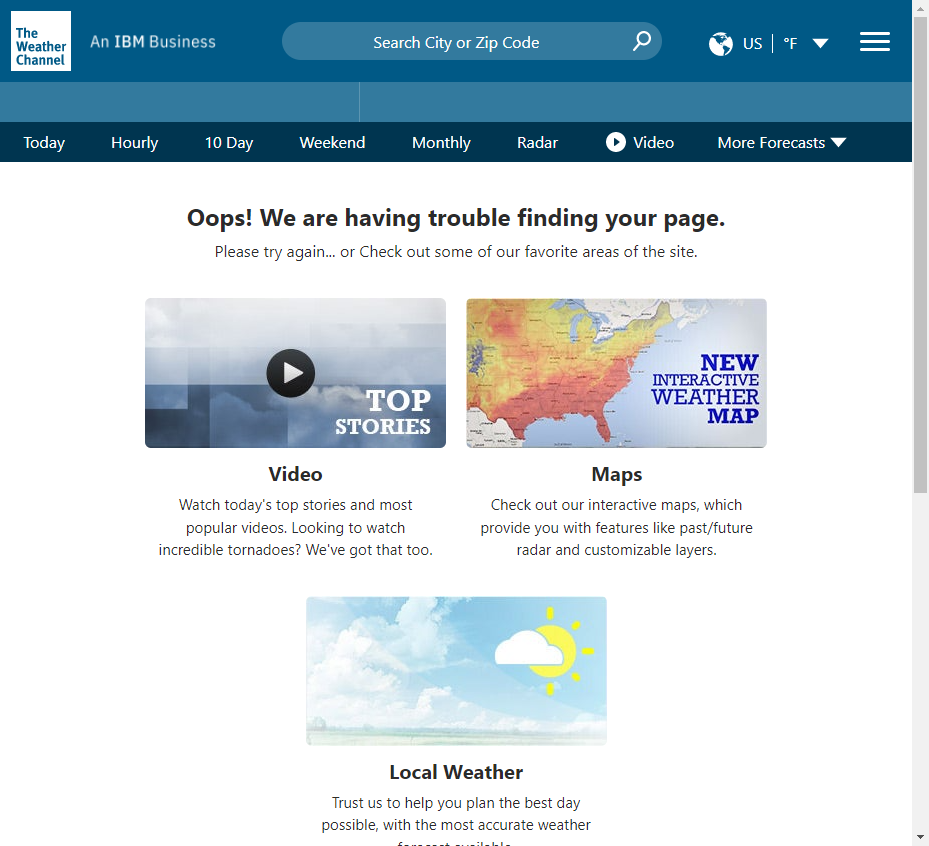 The
Weather
Channel
An IBM Business
Search City or Zip Code
US
°F
Today
Hourly
10 Day
Weekend
Monthly
Radar
Video
More Forecasts
Oops! We are having trouble finding your page.
Please try again... or Check out some of our favorite areas of the site.
TOP
STORIES
NEW
INTERACTIVE
WEATHER
MAP
Video
Watch today's top stories and most
popular videos. Looking to watch
incredible tornadoes? We've got that too.
Maps
Check out our interactive maps, which
provide you with features like past/future
radar and customizable layers.
Local Weather
Trust us to help you plan the best day
possible, with the most accurate weather
forecast available.